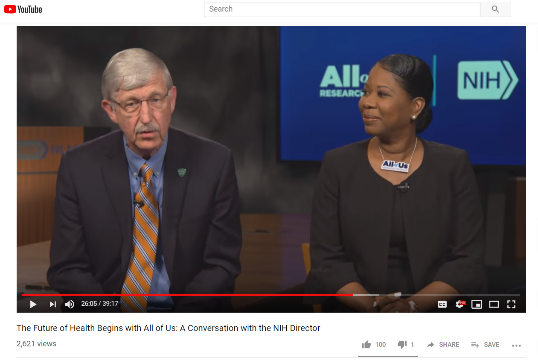 YouTube
Search
All of
RESEARCH
NIH
All of Us
26:05 / 39:17
CC
The Future of Health Begins with All of Us: A Conversation with the NIH Director
2,621 views
100
1
SHARE
SAVE